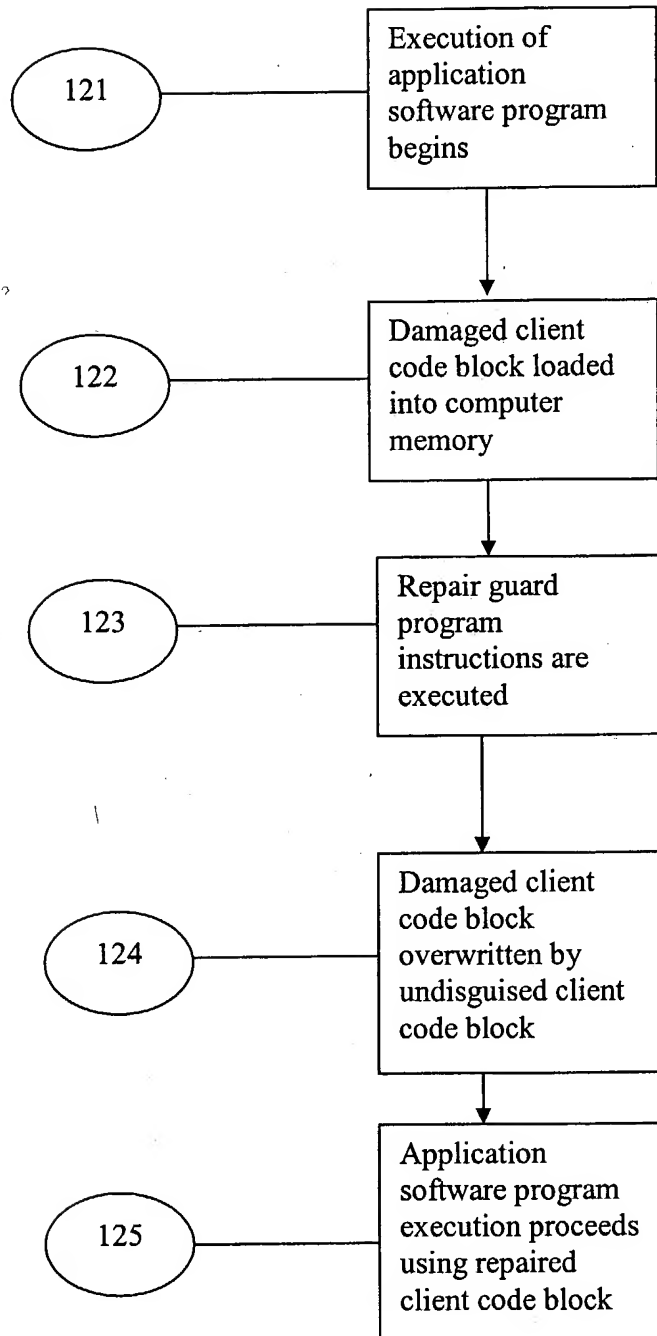 121
Execution of
application
software program
begins
122
Damaged client
code block loaded
into computer
memory
123
Repair guard
program
instructions are
executed
124
Damaged client
code block
overwritten by
undisguised client
code block
125
Application
software program
execution proceeds
using repaired
client code block